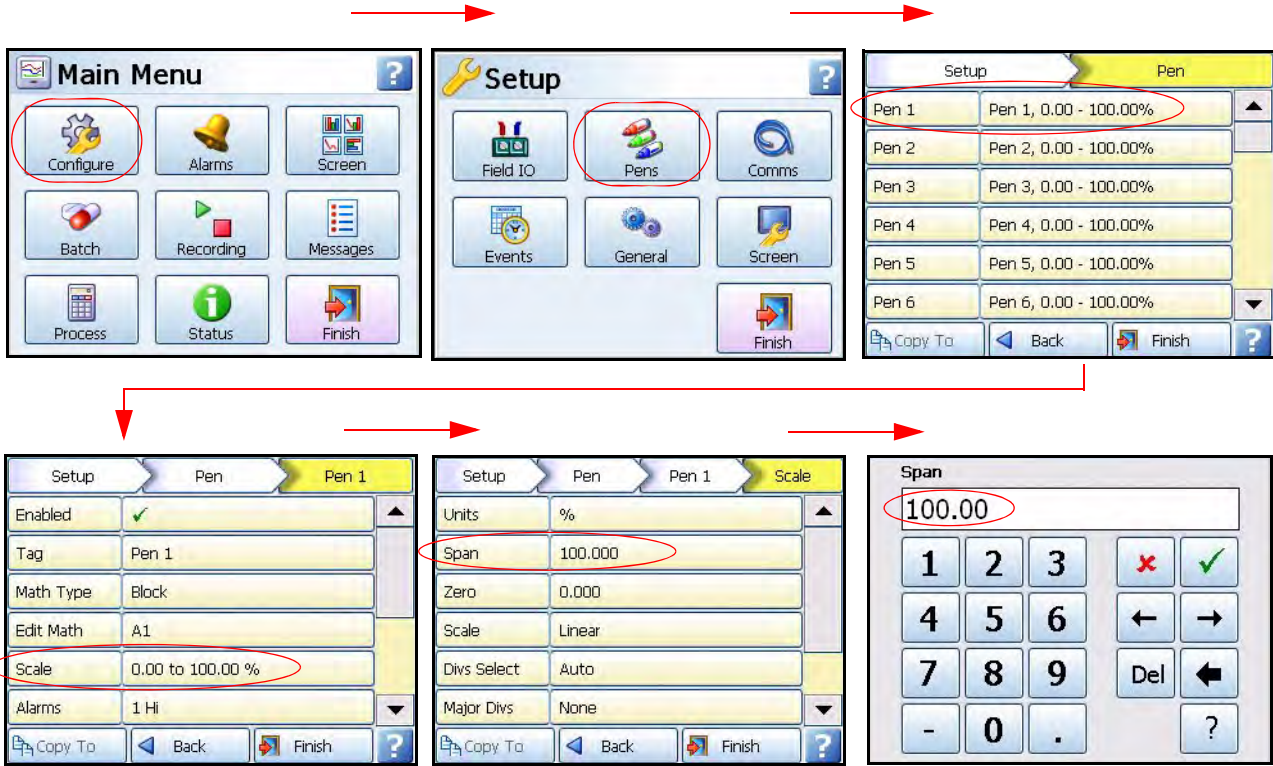 Main Menu
?
Configure
Alarms
Screen
Batch
Recording
Messages
Process
Status
Finish
Setup
?
Field IO
Pens
Comms
Events
General
Screen
Finish
Setup Pen
Pen 1 Pen 1, 0.00 - 100.00%
Pen 2 Pen 2, 0.00 - 100.00%
Pen 3 Pen 3, 0.00 - 100.00%
Pen 4 Pen 4, 0.00 - 100.00%
Pen 5 Pen 5, 0.00 - 100.00%
Pen 6 Pen 6, 0.00 - 100.00%
Copy To Back Finish ?
Setup Pen Pen 1
Enabled
Tag Pen 1
Math Type Block
Edit Math A1
Scale 0.00 to 100.00 %
Alarms 1 Hi
Copy To Back Finish ?
Setup Pen Pen 1 Scale
Units %
Span 100.000
Zero 0.000
Scale Linear
Divs Select Auto
Major Divs None
Copy To Back Finish ?
Span
100.00
1 2 3
4 5 6
7 8 9 Del
- 0 . ?